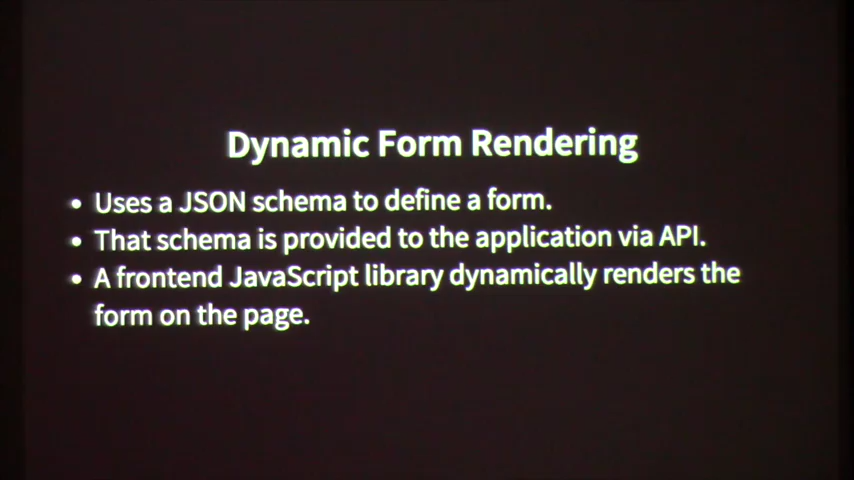 Dynamic Form Rendering
• Uses a JSON schema to define a form.
• That schema is provided to the application via API.
• A frontend JavaScript library dynamically renders the
form on the page.